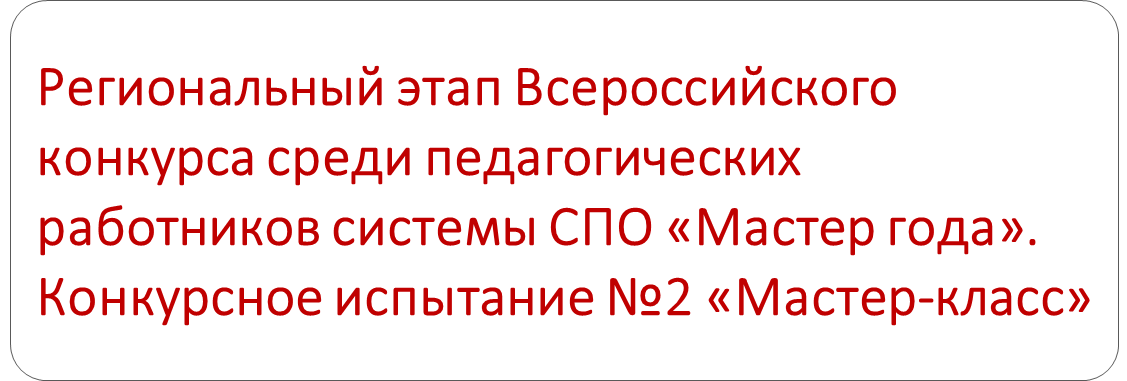 Региональный этап Всероссийского
конкурса среди педагогических
работников системы СПО «Мастер года».
Конкурсное испытание №2 «Мастер-класс»